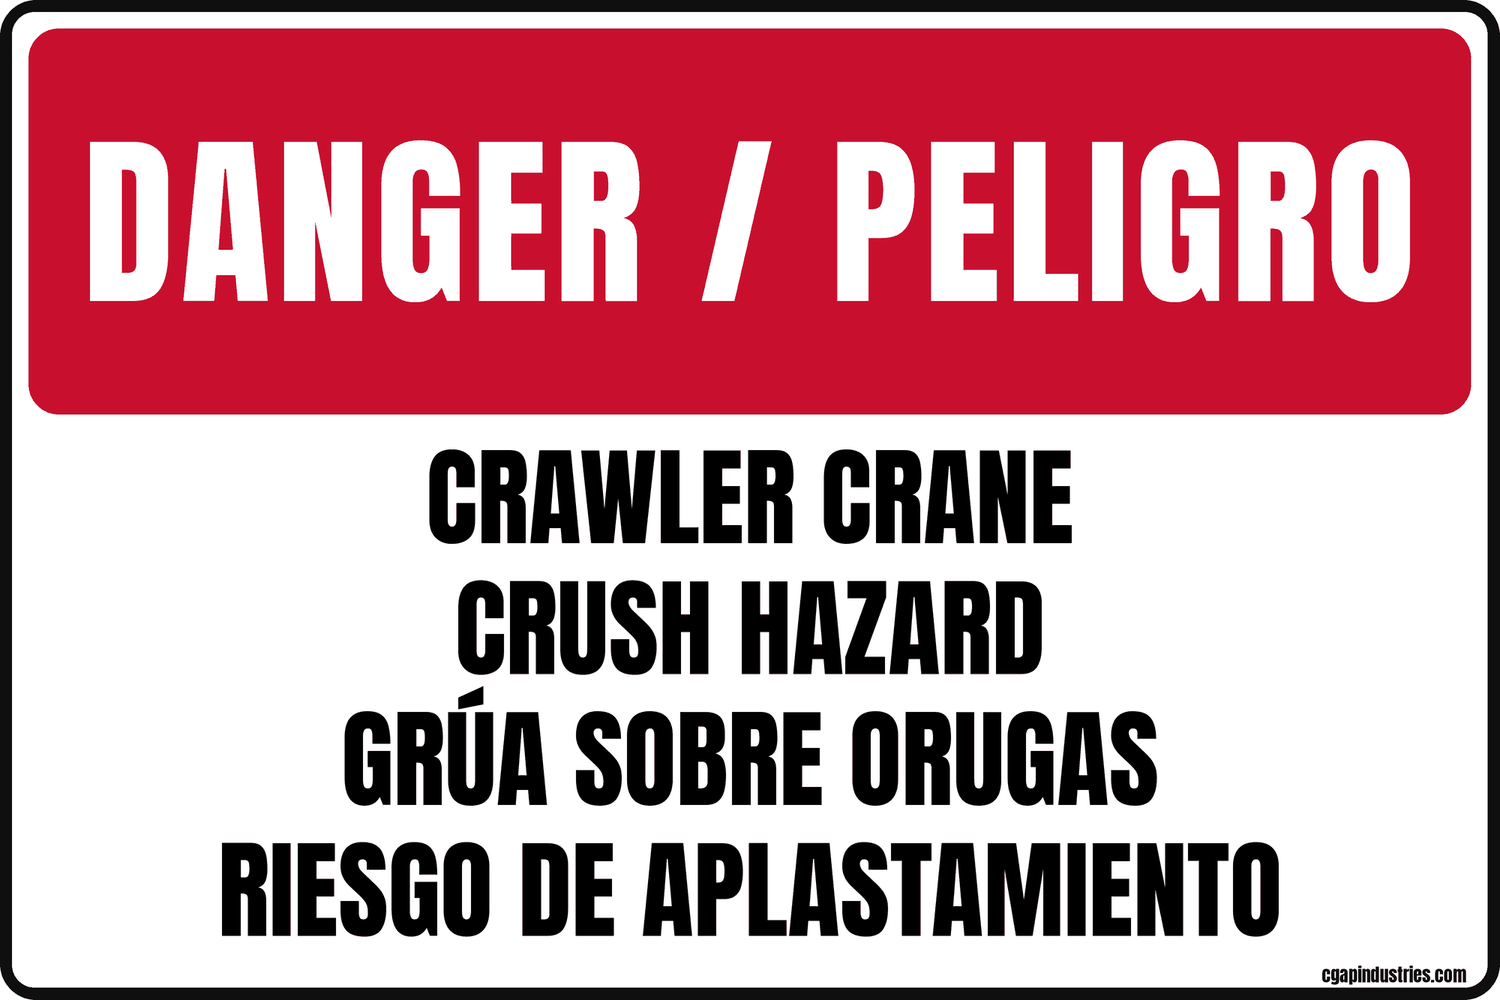 DANGER / PELIGRO
CRAWLER CRANE
CRUSH HAZARD
GRÚA SOBRE ORUGAS
RIESGO DE APLASTAMIENTO
cgapindustries.com